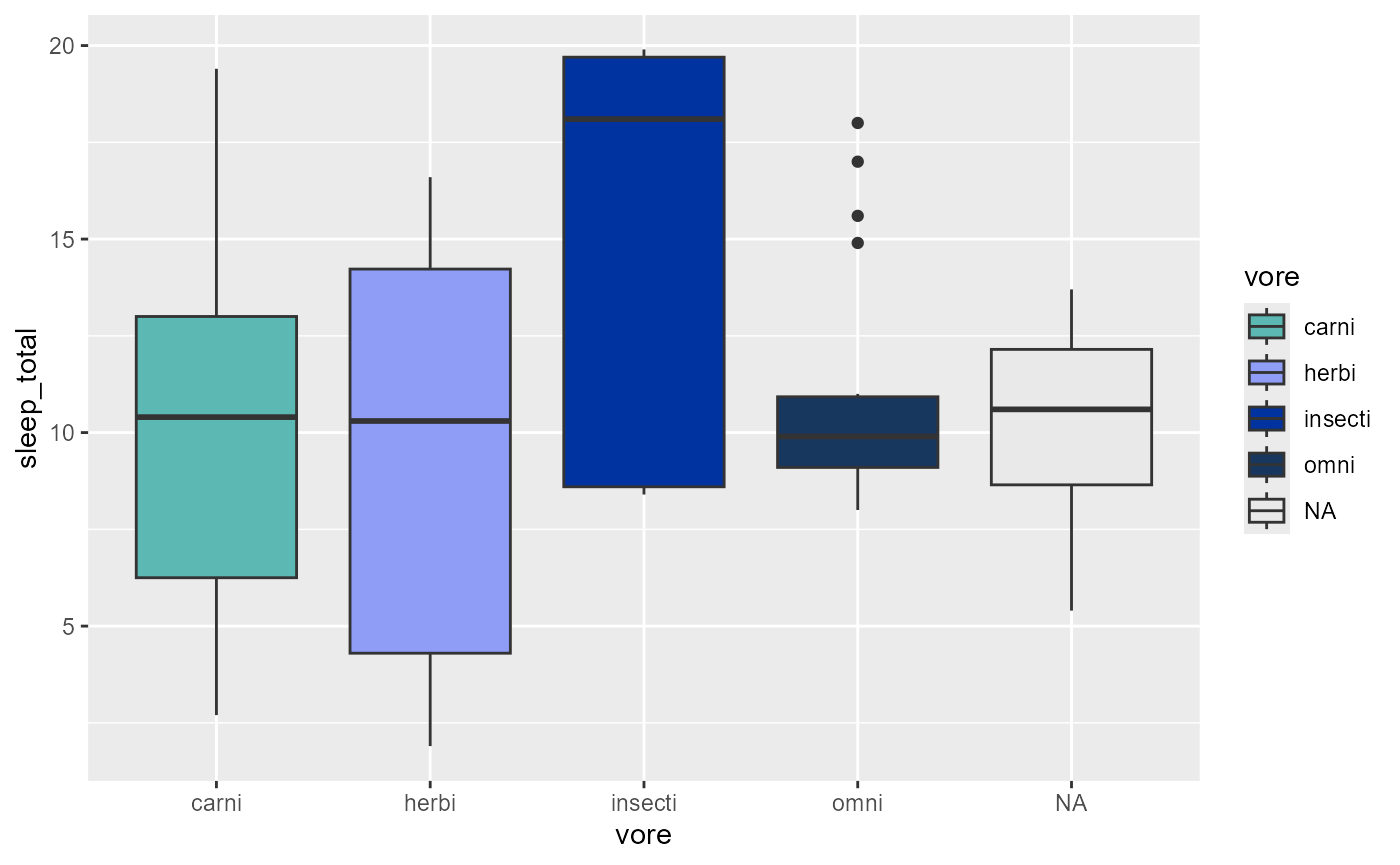 20
15
10
5
sleep_total
carni
herbi
insecti
omni
NA
vore
vore
carni
herbi
insecti
omni
NA